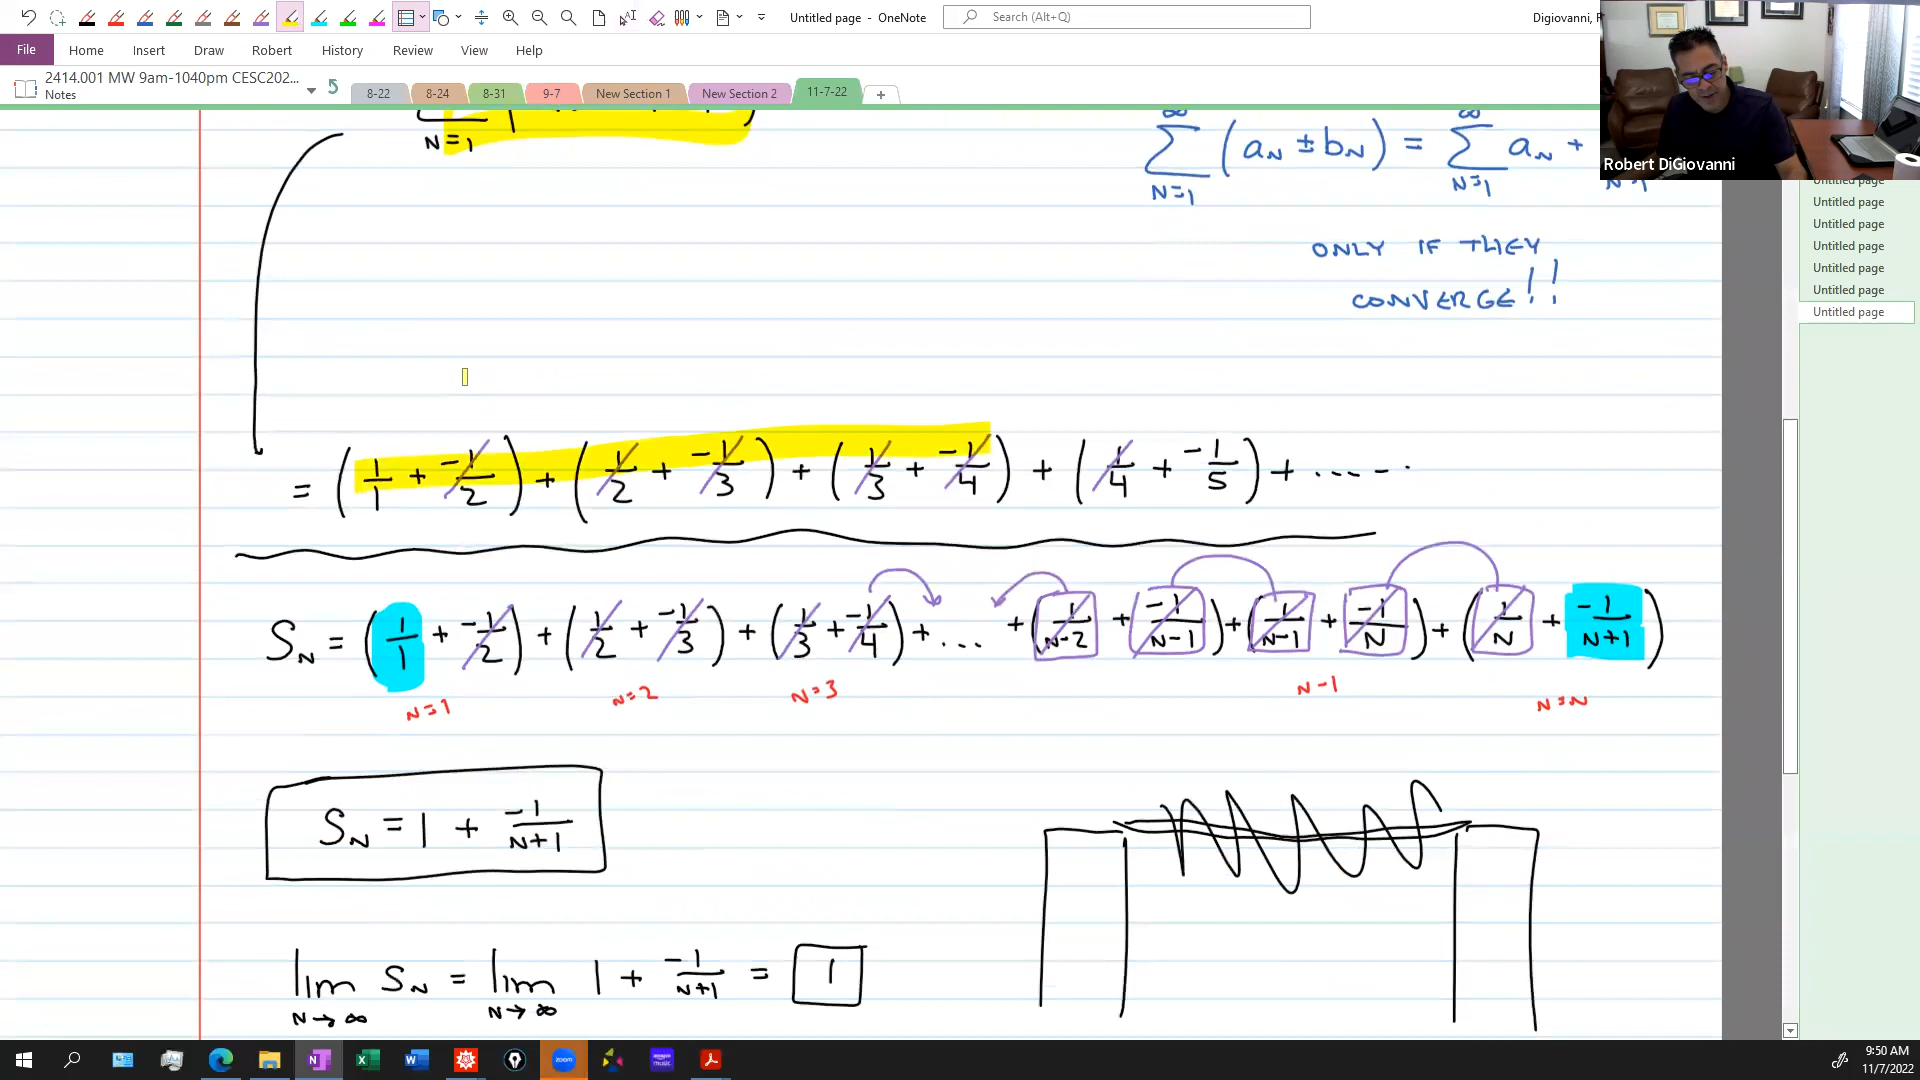 Untitled page - OneNote
Search (Alt+Q)
Digiovanni,
File Home Insert Draw Robert History Review View Help
2414.001 MW 9am-1040pm CESC202...
Notes
8-22 8-24 8-31 9-7 New Section 1 New Section 2 11-7-22
Robert DiGiovanni
Untitled page
Untitled page
Untitled page
Untitled page
Untitled page
Untitled page
Untitled page
N=1
∞ ∑ N=1 (aN ± bN) = ∞ ∑ N=1 aN +
ONLY IF THEY
CONVERGE!!
= (1/1 + -1/2) + (1/2 + -1/3) + (1/3 + -1/4) + (1/4 + -1/5) + ....
SN = (1/1 + -1/2) + (1/2 + -1/3) + (1/3 + -1/4) + ... + (1/N-2 + -1/N-1) + (1/N-1 + -1/N) + (1/N + -1/N+1)
N=1 N=2 N=3 N-1 N=N
SN = 1 + -1/N+1
lim N→∞ SN = lim N→∞ 1 + -1/N+1 = 1
9:50 AM
11/7/2022